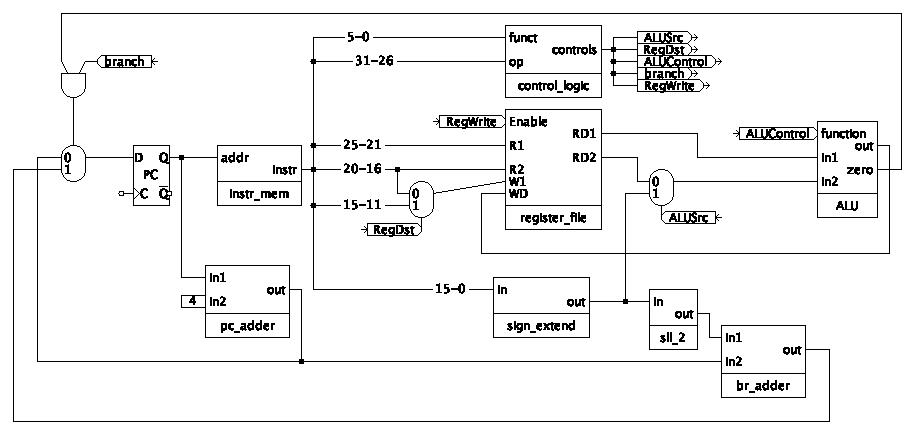 5-0
funct
controls
ALUSrc
RegDst
31-26
op
ALUControl
branch
branch
control_logic
RegWrite
RegWrite
Enable
RD1
ALUControl
function
out
25-21
R1
0
1
D Q
PC
C Q
addr
Instr
instr_mem
20-16
R2
RD2
In1
zero
W1
0
1
In2
15-11
0
1
WD
register_file
ALU
RegDst
ALUSrc
In1
out
4
In2
pc_adder
15-0
In
out
sign_extend
In
out
sll_2
In1
out
In2
br_adder